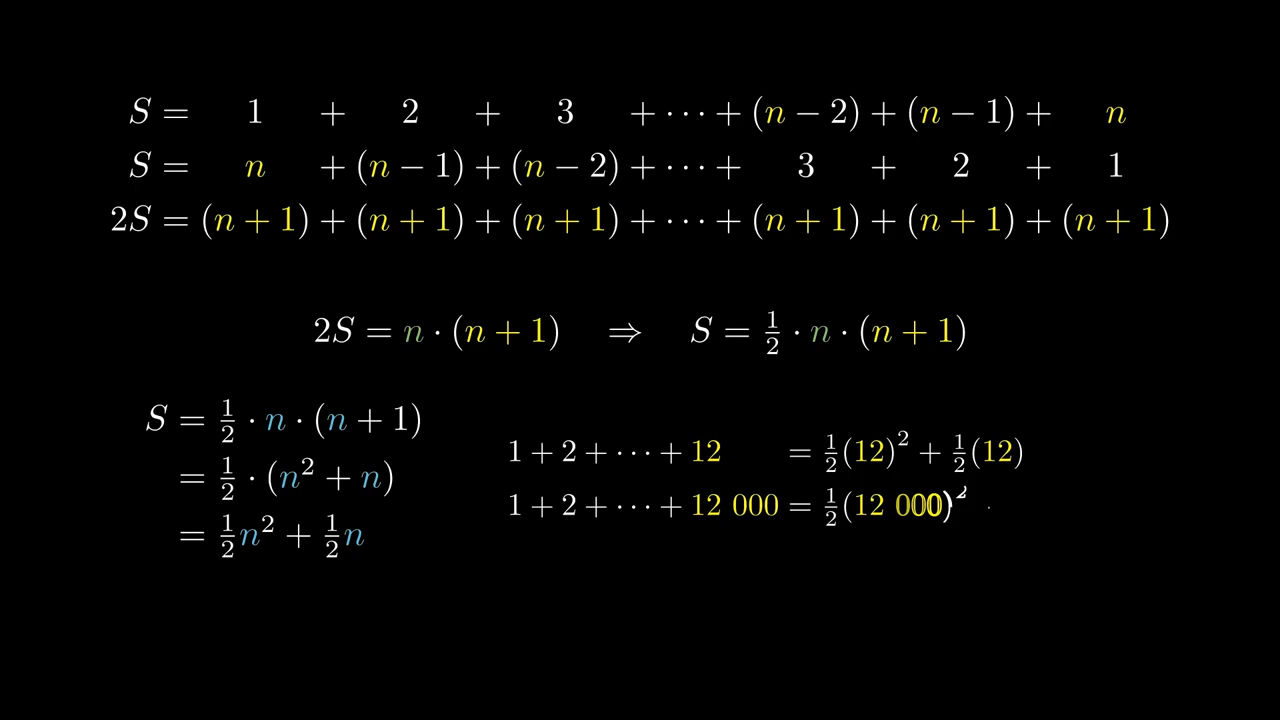 S = 1 + 2 + 3 + ⋯ + (n − 2) + (n − 1) + n
S = n + (n − 1) + (n − 2) + ⋯ + 3 + 2 + 1
2S = (n + 1) + (n + 1) + (n + 1) + ⋯ + (n + 1) + (n + 1) + (n + 1)
2S = n · (n + 1) ⇒ S = ½ · n · (n + 1)
S = ½ · n · (n + 1)
= ½ · (n² + n)
= ½n² + ½n
1 + 2 + ⋯ + 12 = ½(12)² + ½(12)
1 + 2 + ⋯ + 12 000 = ½(12 000)²